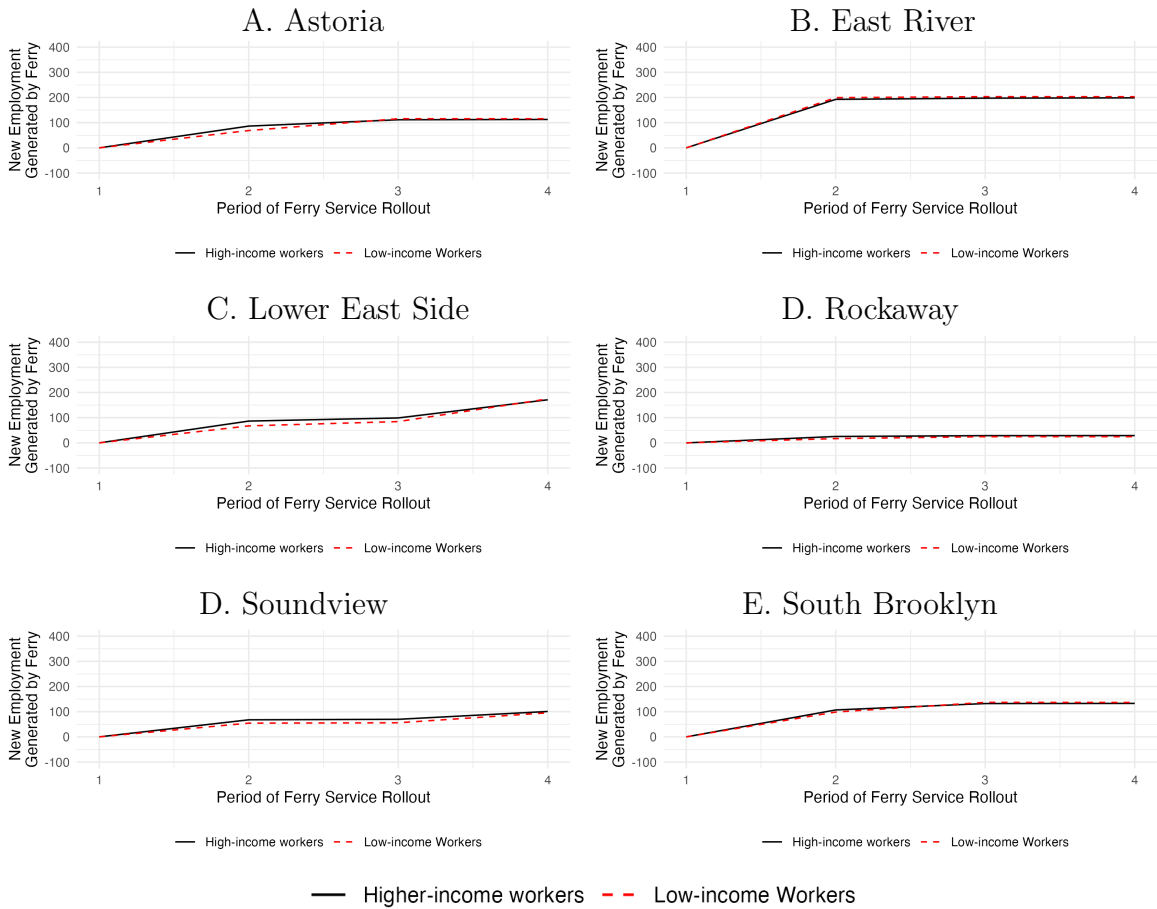 A. Astoria
New Employment
Generated by Ferry
400
300
200
100
0
-100
1 2 3 4
Period of Ferry Service Rollout
High-income workers Low-income Workers
B. East River
New Employment
Generated by Ferry
400
300
200
100
0
-100
1 2 3 4
Period of Ferry Service Rollout
High-income workers Low-income Workers
C. Lower East Side
New Employment
Generated by Ferry
400
300
200
100
0
-100
1 2 3 4
Period of Ferry Service Rollout
High-income workers Low-income Workers
D. Rockaway
New Employment
Generated by Ferry
400
300
200
100
0
-100
1 2 3 4
Period of Ferry Service Rollout
High-income workers Low-income Workers
D. Soundview
New Employment
Generated by Ferry
400
300
200
100
0
-100
1 2 3 4
Period of Ferry Service Rollout
High-income workers Low-income Workers
E. South Brooklyn
New Employment
Generated by Ferry
400
300
200
100
0
-100
1 2 3 4
Period of Ferry Service Rollout
High-income workers Low-income Workers
Higher-income workers Low-income Workers